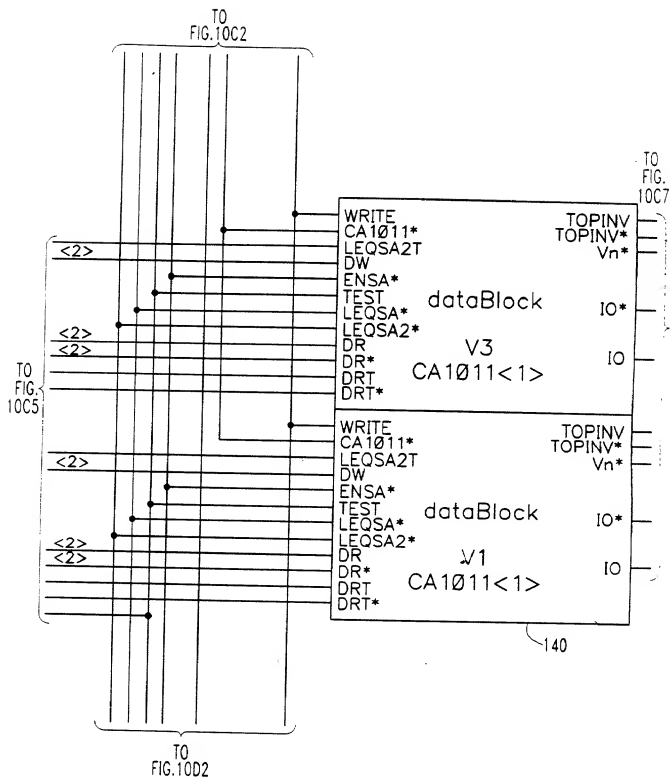 TO
FIG.10C2
TO
FIG.
10C7
WRITE
CA1Ø11*
<2> LEQSA2T
DW
ENSA*
TEST
LEQSA*
LEQSA2*
<2> DR
<2> DR*
DRT
DRT*
dataBlock
V3
CA1Ø11<1>
TOPINV
TOPINV*
Vn*
IO*
IO
TO
FIG.
10C5
WRITE
CA1Ø11*
LEQSA2T
<2> DW
ENSA*
TEST
LEQSA*
LEQSA2*
<2> DR
<2> DR*
DRT
DRT*
dataBlock
V1
CA1Ø11<1>
TOPINV
TOPINV*
Vn*
IO*
IO
140
TO
FIG.10D2